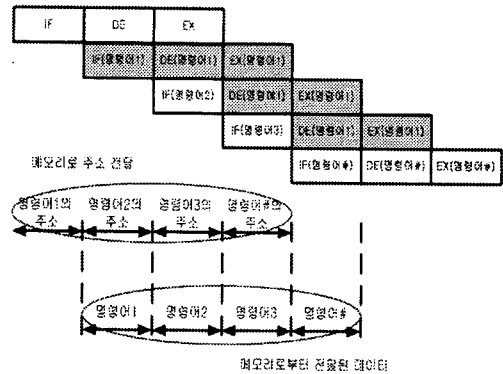 IF DE EX
IF(명령어1) DE(명령어1) EX(명령어1)
IF(명령어2) DE(명령어1) EX(명령어1)
IF(명령어3) DE(명령어1) EX(명령어1)
IF(명령어#) DE(명령어#) EX(명령어#)
메모리로 주소 전달
명령어1의 명령어2의 명령어3의 명령어#의
주소 주소 주소 주소
명령어1 명령어2 명령어3 명령어#
메모리로부터 전달된 데이터